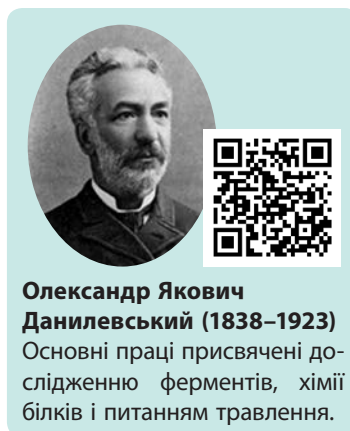 Олександр Якович
Данилевський (1838–1923)
Основні праці присвячені до-
слідженню ферментів, хімії
білків і питанням травлення.